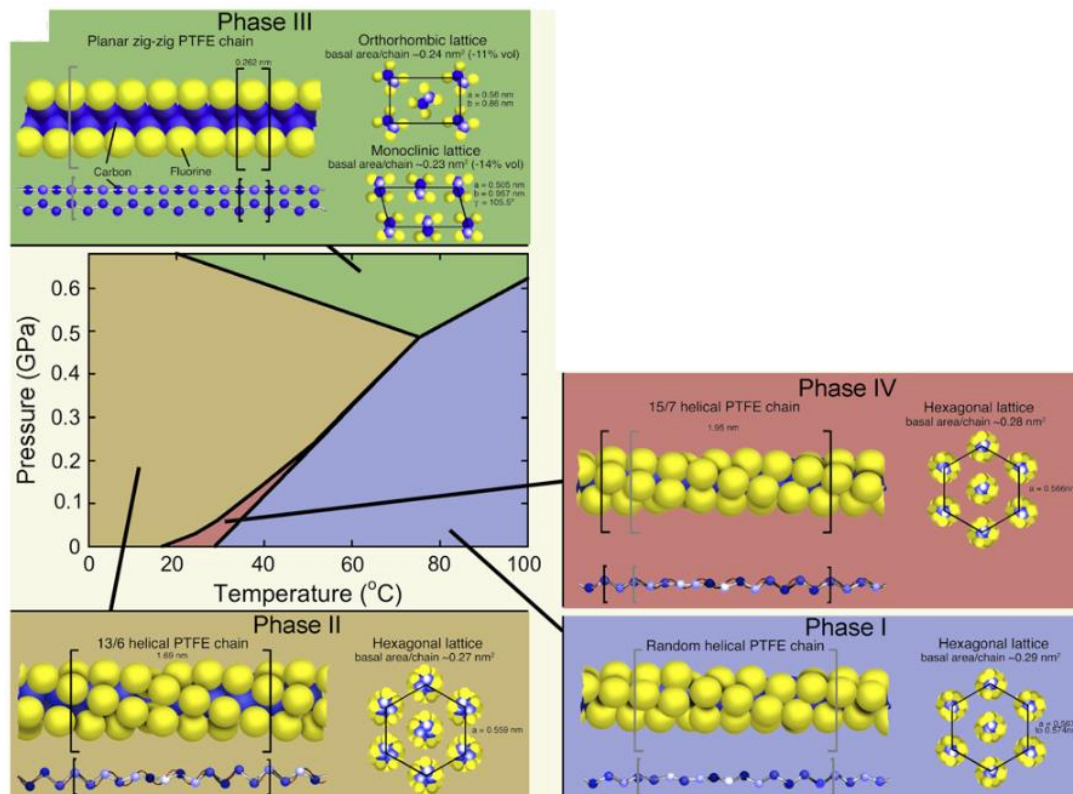 Phase III
Planar zig-zig PTFE chain
0.262 nm
Carbon
Fluorine
Orthorhombic lattice
basal area/chain ~0.24 nm² (-11% vol)
a = 0.56 nm
b = 0.86 nm
Monoclinic lattice
basal area/chain ~0.23 nm² (-14% vol)
a = 0.505 nm
b = 0.957 nm
γ = 105.5°
Pressure (GPa)
0.6
0.5
0.4
0.3
0.2
0.1
0
0 20 40 60 80 100
Temperature (°C)
Phase IV
15/7 helical PTFE chain
1.95 nm
Hexagonal lattice
basal area/chain ~0.28 nm²
a = 0.566n
Phase II
13/6 helical PTFE chain
1.69 nm
Hexagonal lattice
basal area/chain ~0.27 nm²
a = 0.559 nm
Phase I
Random helical PTFE chain
Hexagonal lattice
basal area/chain ~0.29 nm²
a = 0.567
to 0.574nm